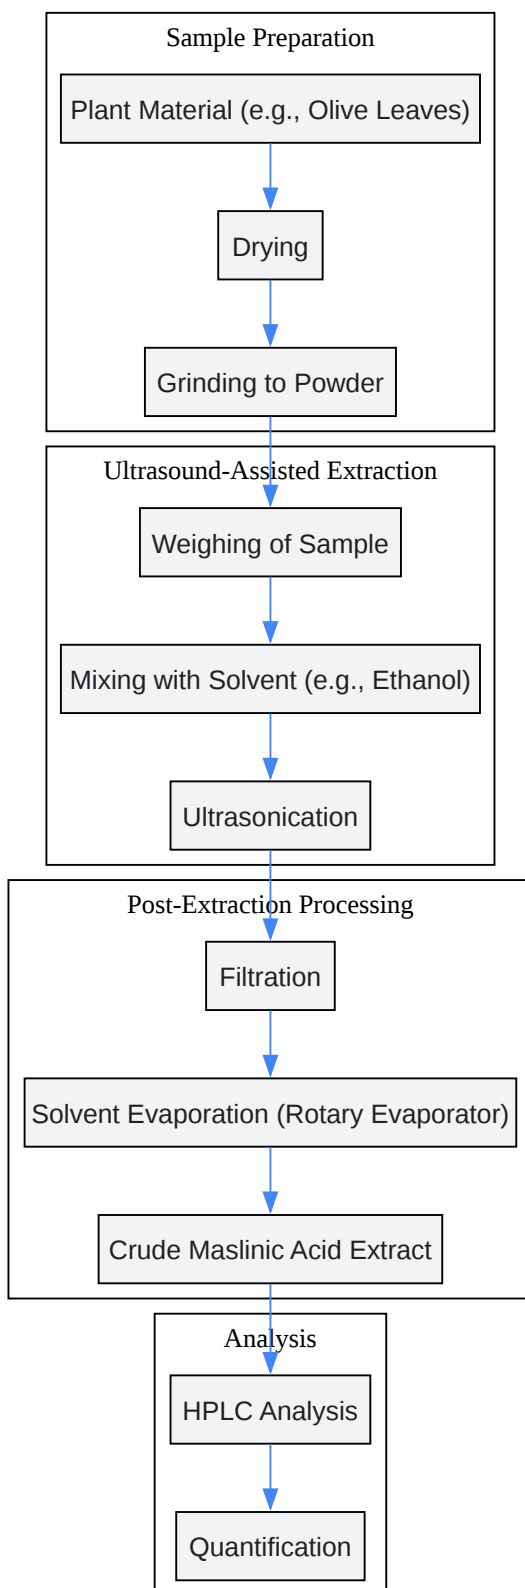 Sample Preparation
Plant Material (e.g., Olive Leaves)
Drying
Grinding to Powder
Ultrasound-Assisted Extraction
Weighing of Sample
Mixing with Solvent (e.g., Ethanol)
Ultrasonication
Post-Extraction Processing
Filtration
Solvent Evaporation (Rotary Evaporator)
Crude Maslinic Acid Extract
Analysis
HPLC Analysis
Quantification